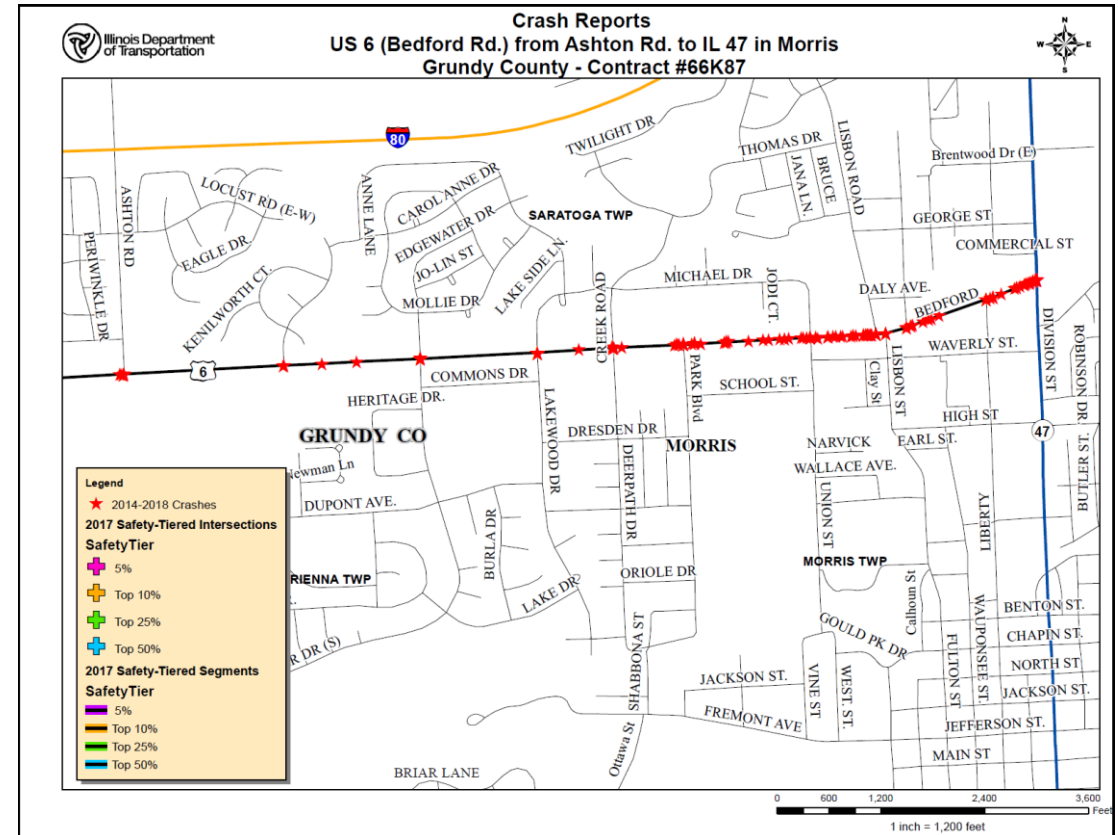 Crash Reports
US 6 (Bedford Rd.) from Ashton Rd. to IL 47 in Morris
Grundy County - Contract #66K87
Illinois Department
of Transportation
N
W
E
S
80
TWILIGHT DR
THOMAS DR
LISBON ROAD
Brentwood Dr (E)
JANA LN.
BRUCE
ASHTON RD
LOCUST RD (E-W)
ANNE LANE
CAROL ANNE DR
SARATOGA TWP
GEORGE ST
EDGEWATER DR
PERIWINKLE DR
EAGLE DR.
JO-LIN ST
LAKE SIDE LN.
COMMERCIAL ST
MICHAEL DR
JODI CT.
KENILWORTH CT.
MOLLIE DR
CREEK ROAD
DALY AVE.
BEDFORD
DIVISION ST
ROBINSON DR
6
COMMONS DR
PARK Blvd
WAVERLY ST.
LISBON ST
SCHOOL ST.
Clay St
HERITAGE DR.
LAKEWOOD DR
HIGH ST
GRUNDY CO
DRESDEN DR
MORRIS
NARVICK
EARL ST.
47
Newman Ln
WALLACE AVE.
BUTLER ST.
DUPONT AVE.
DEERPATH DR
UNION ST
LIBERTY
BURLA DR
RIENNA TWP
ORIOLE DR
MORRIS TWP
LAKE DR
Calhoun St
WAUPONSEE ST.
BENTON ST.
R DR (S)
SHABBONA ST
GOULD PK DR
FULTON ST
CHAPIN ST.
NORTH ST
JACKSON ST.
VINE ST
WEST. ST.
JACKSON ST.
FREMONT AVE
JEFFERSON ST.
Ottawa St
MAIN ST
BRIAR LANE
Legend
2014-2018 Crashes
2017 Safety-Tiered Intersections
SafetyTier
5%
Top 10%
Top 25%
Top 50%
2017 Safety-Tiered Segments
SafetyTier
5%
Top 10%
Top 25%
Top 50%
0 600 1,200 2,400 3,600
Feet
1 inch = 1,200 feet